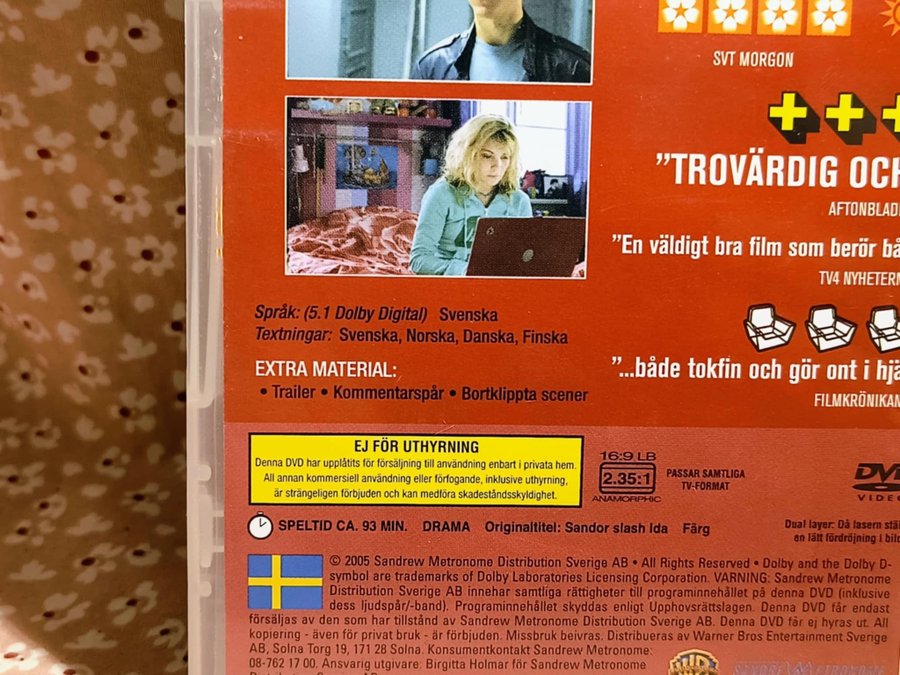 SVT MORGON
"TROVÄRDIG OCH
AFTONBLAD
"En väldigt bra film som berör bå
TV4 NYHETERN
"...både tokfin och gör ont i hjä
FILMKRÖNIKAN
Språk: (5.1 Dolby Digital) Svenska
Textningar: Svenska, Norska, Danska, Finska
EXTRA MATERIAL:
• Trailer • Kommentarspår • Bortklippta scener
EJ FÖR UTHYRNING
Denna DVD har upplåtits för försäljning till användning enbart i privata hem.
All annan kommersiell användning eller förfogande, inklusive uthyrning,
är strängeligen förbjuden och kan medföra skadeståndsskyldighet.
16:9 LB
2.35:1
ANAMORPHIC
PASSAR SAMTLIGA
TV-FORMAT
DVD
VIDEO
SPELTID CA. 93 MIN. DRAMA Originaltitel: Sandor slash Ida Färg
Dual layer: Då lasern stäl
en lätt fördröjning i bild
© 2005 Sandrew Metronome Distribution Sverige AB • All Rights Reserved • Dolby and the Dolby D-
symbol are trademarks of Dolby Laboratories Licensing Corporation. VARNING: Sandrew Metronome
Distribution Sverige AB innehar samtliga rättigheter till programinnehållet på denna DVD (inklusive
dess ljudspår/-band). Programinnehållet skyddas enligt Upphovsrättslagen. Denna DVD får endast
försäljas av den som har tillstånd av Sandrew Metronome Distribution Sverige AB. Denna DVD får ej hyras ut. All
kopiering - även för privat bruk - är förbjuden. Missbruk beivras. Distribueras av Warner Bros Entertainment Sverige
AB, Solna Torg 19, 171 28 Solna. Konsumentkontakt Sandrew Metronome:
08-762 17 00. Ansvarig utgivare: Birgitta Holmar för Sandrew Metronome